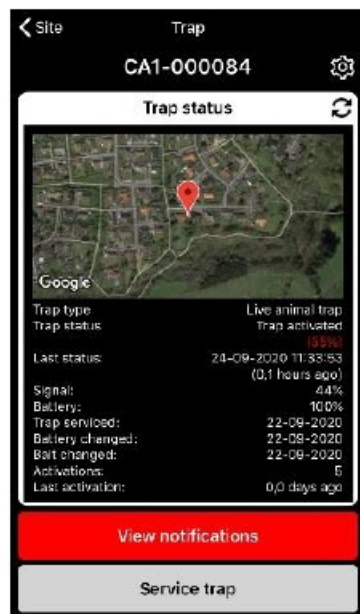 Site Trap
CA1-000084
Trap status
Google
Trap type Live animal trap
Trap status Trap activated
(55%)
Last status: 24-09-2020 11:33:53
(0,1 hours ago)
Signal: 44%
Battery: 100%
Trap serviced: 22-09-2020
Battery changed: 22-09-2020
Bait changed: 22-09-2020
Activations: 5
Last activation: 0,0 days ago
View notifications
Service trap